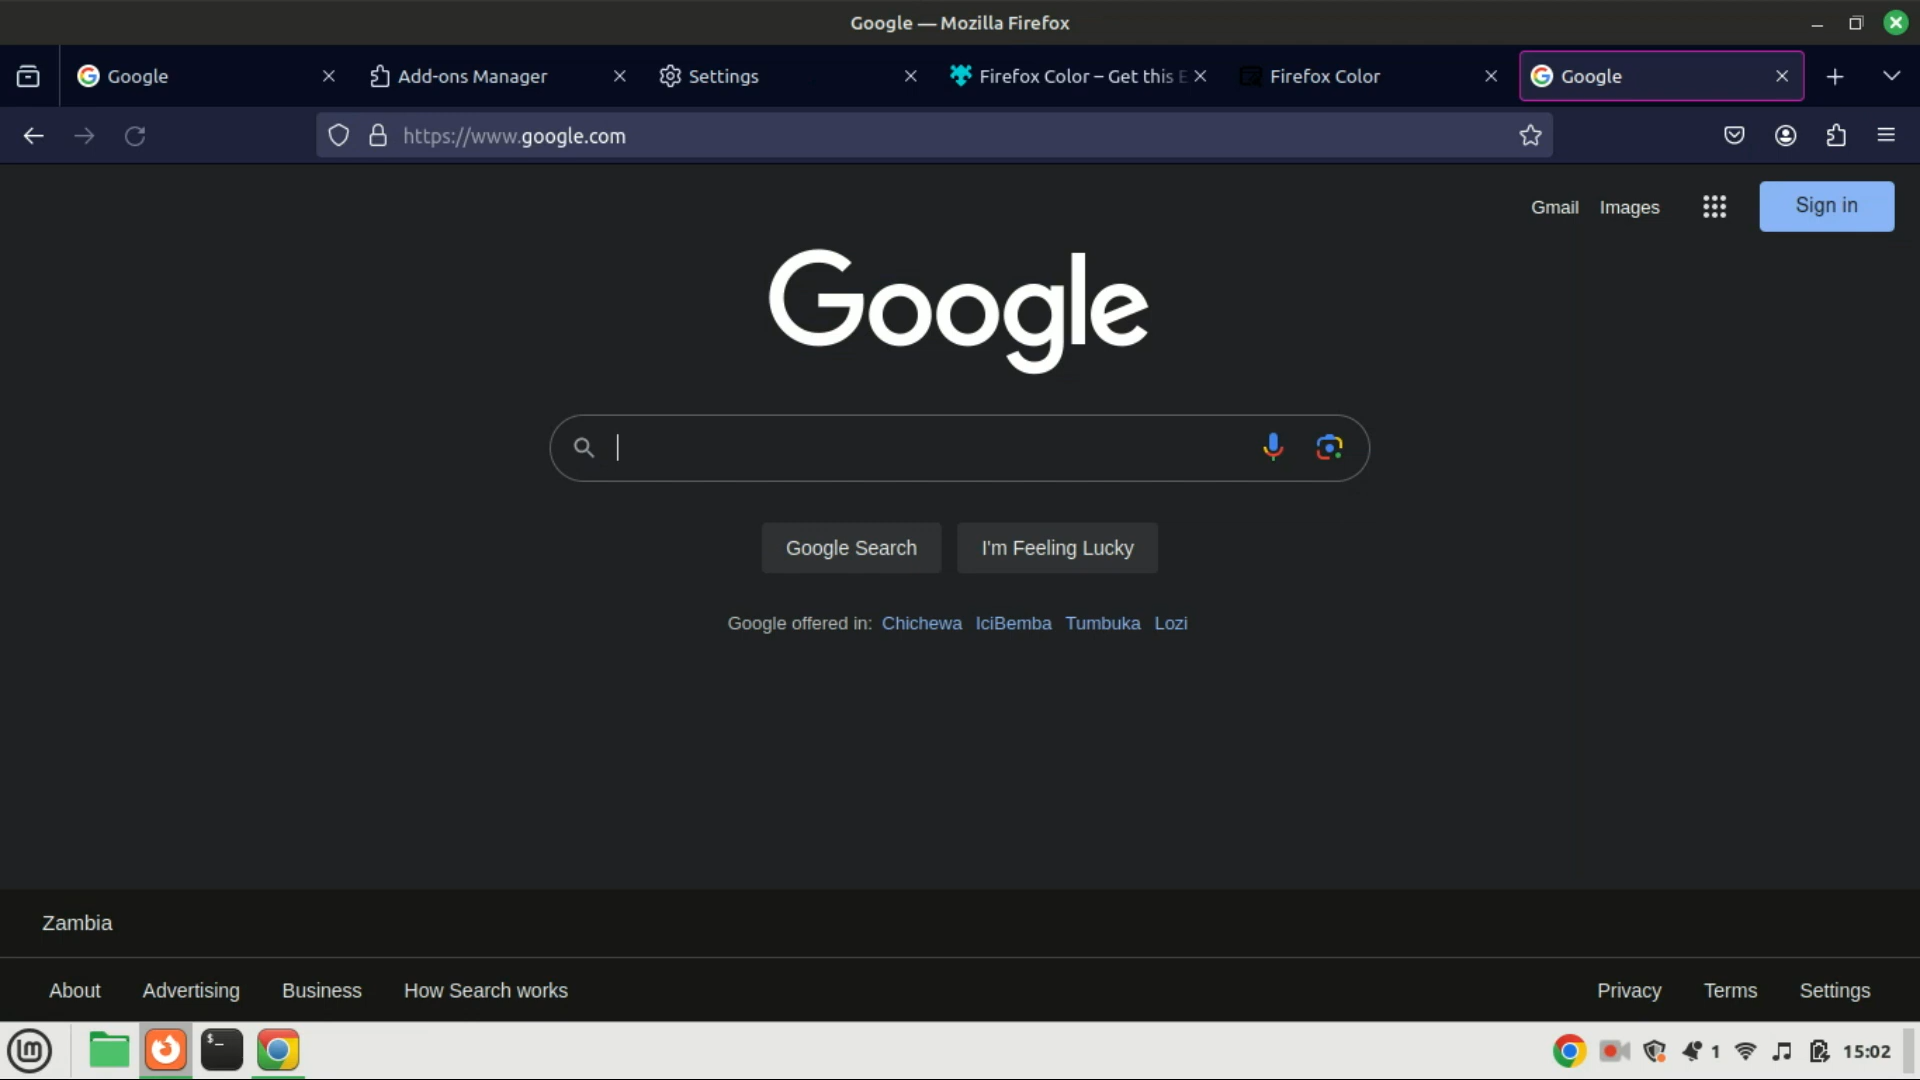 Google — Mozilla Firefox
Google
Add-ons Manager
Settings
Firefox Color – Get this E
Firefox Color
Google
https://www.google.com
Gmail Images Sign in
Google
Google Search I'm Feeling Lucky
Google offered in: Chichewa IciBemba Tumbuka Lozi
Zambia
About Advertising Business How Search works Privacy Terms Settings
$_
1 15:02